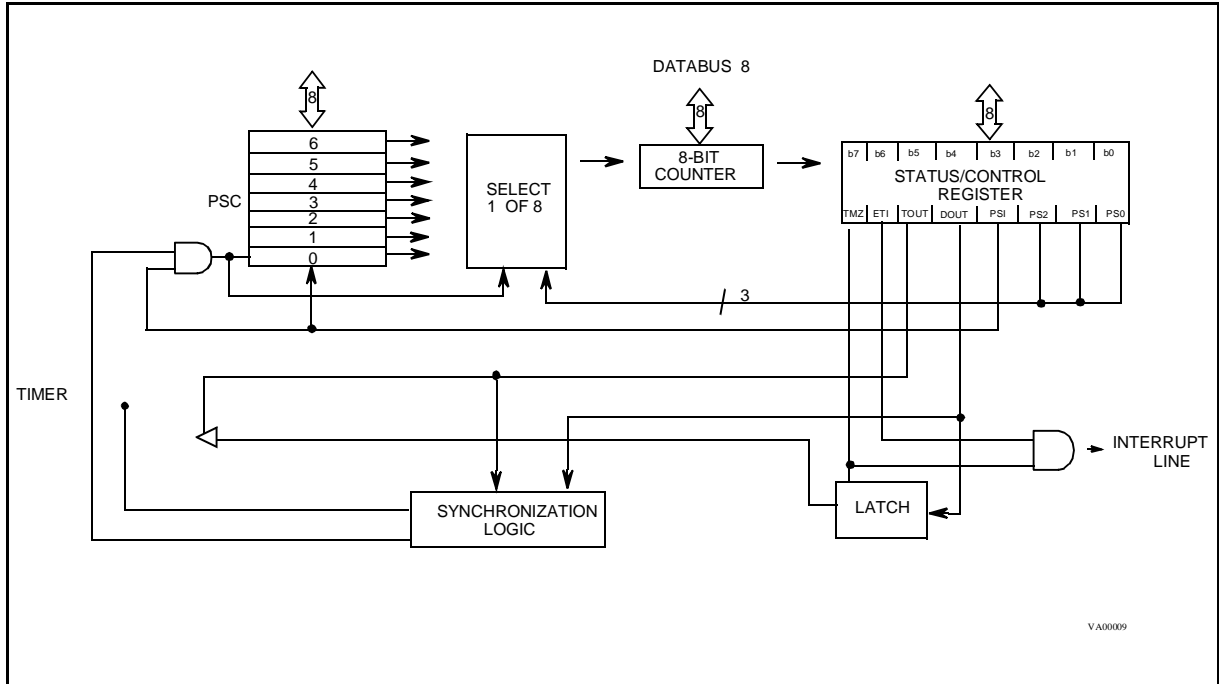 DATABUS 8
8
8
8
6
5
4
3
2
1
0
PSC
SELECT
1 OF 8
8-BIT
COUNTER
b7 b6 b5 b4 b3 b2 b1 b0
STATUS/CONTROL
REGISTER
TMZ ETI TOUT DOUT PSI PS2 PS1 PS0
3
TIMER
SYNCHRONIZATION
LOGIC
LATCH
INTERRUPT
LINE
VA00009